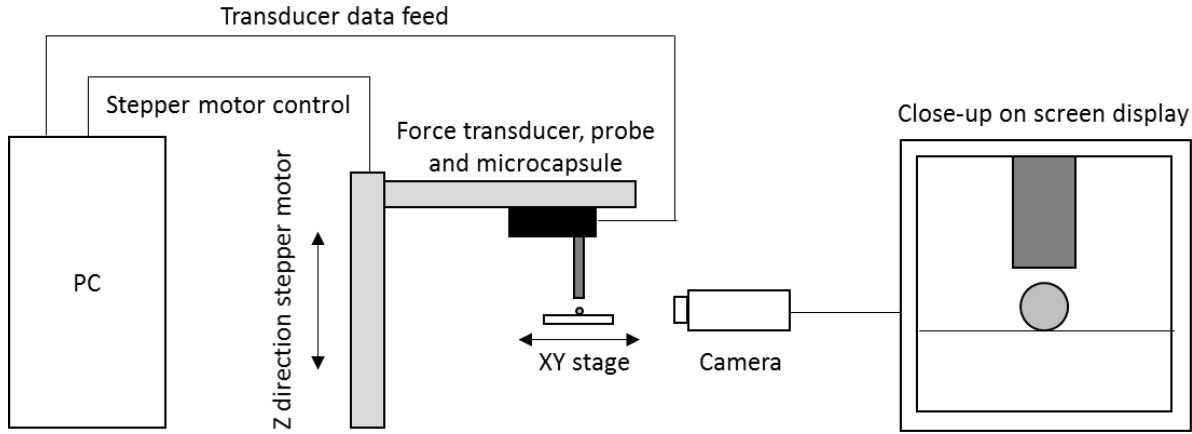 Transducer data feed
Stepper motor control
Close-up on screen display
Force transducer, probe
and microcapsule
Z direction stepper motor
PC
XY stage
Camera